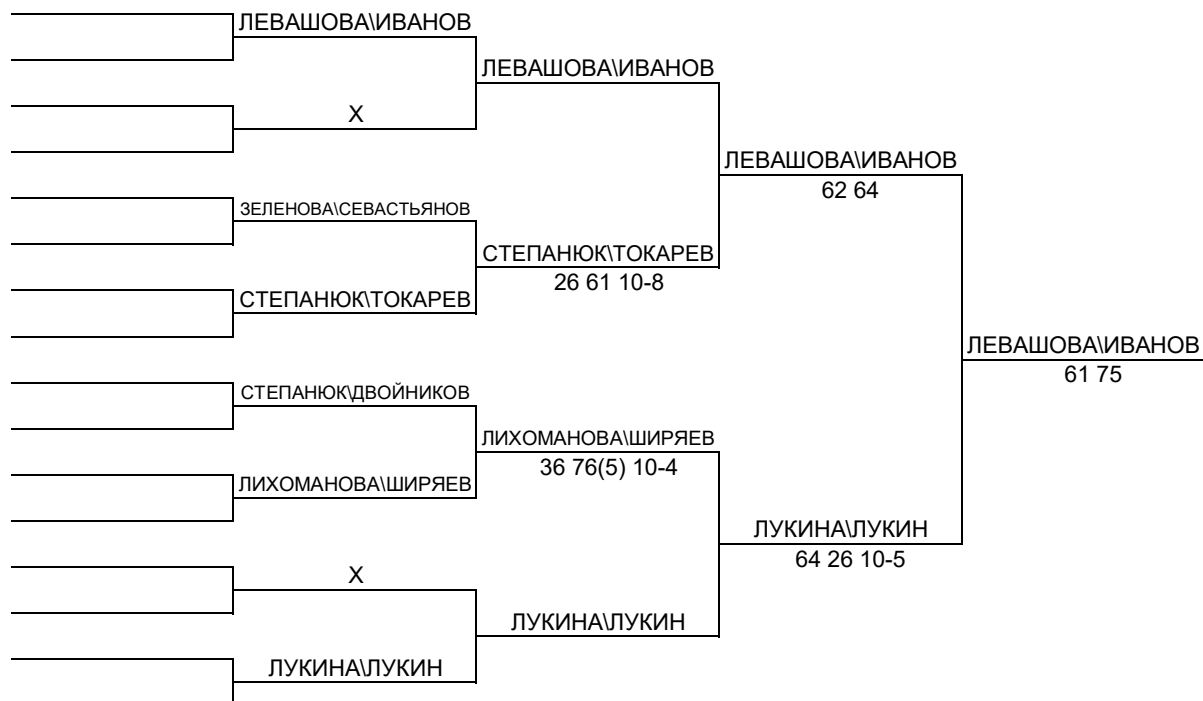 ЛЕВАШОВА\ИВАНОВ
ЛЕВАШОВА\ИВАНОВ
X
ЛЕВАШОВА\ИВАНОВ
62 64
ЗЕЛЕНОВА\СЕВАСТЬЯНОВ
СТЕПАНЮК\ТОКАРЕВ
26 61 10-8
СТЕПАНЮК\ТОКАРЕВ
ЛЕВАШОВА\ИВАНОВ
61 75
СТЕПАНЮК\ДВОЙНИКОВ
ЛИХОМАНОВА\ШИРЯЕВ
36 76(5) 10-4
ЛИХОМАНОВА\ШИРЯЕВ
ЛУКИНА\ЛУКИН
64 26 10-5
X
ЛУКИНА\ЛУКИН
ЛУКИНА\ЛУКИН